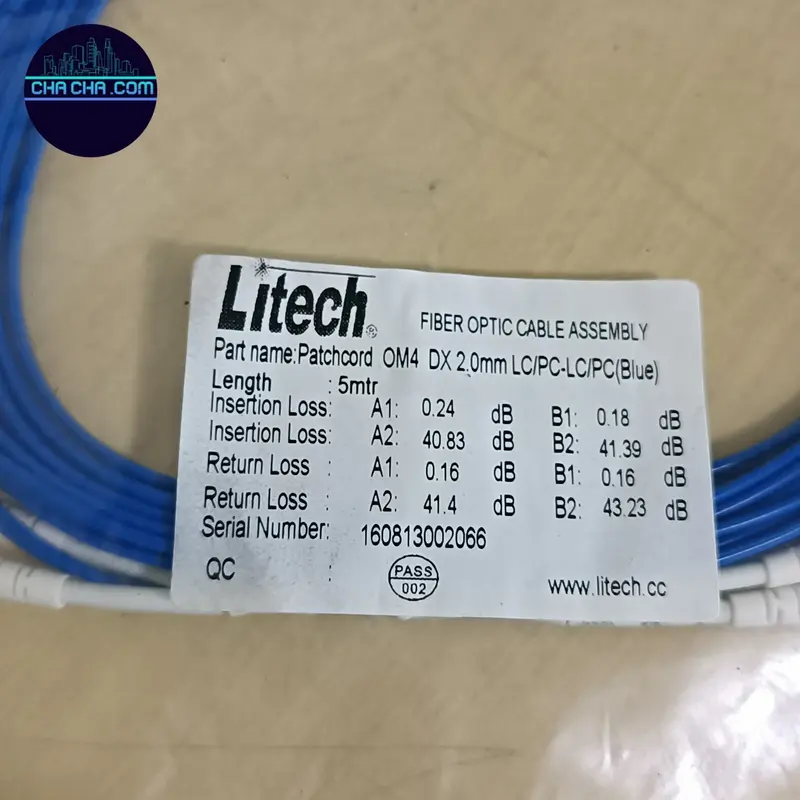 CHA CHA.COM
Litech®
FIBER OPTIC CABLE ASSEMBLY
Part name:Patchcord OM4 DX 2.0mm LC/PC-LC/PC(Blue)
Length : 5mtr
Insertion Loss: A1: 0.24 dB B1: 0.18 dB
Insertion Loss: A2: 40.83 dB B2: 41.39 dB
Return Loss : A1: 0.16 dB B1: 0.16 dB
Return Loss : A2: 41.4 dB B2: 43.23 dB
Serial Number: 160813002066
QC : PASS 002 www.litech.cc